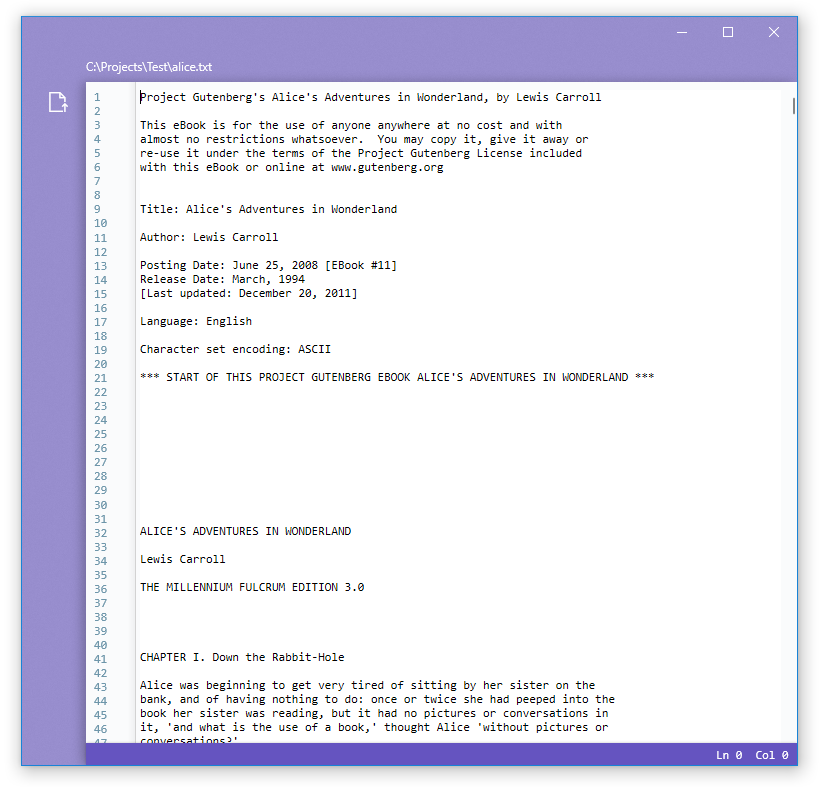 C:\Projects\Test\alice.txt
1 Project Gutenberg's Alice's Adventures in Wonderland, by Lewis Carroll
2
3 This eBook is for the use of anyone anywhere at no cost and with
4 almost no restrictions whatsoever.  You may copy it, give it away or
5 re-use it under the terms of the Project Gutenberg License included
6 with this eBook or online at www.gutenberg.org
7
8
9 Title: Alice's Adventures in Wonderland
10
11 Author: Lewis Carroll
12
13 Posting Date: June 25, 2008 [EBook #11]
14 Release Date: March, 1994
15 [Last updated: December 20, 2011]
16
17 Language: English
18
19 Character set encoding: ASCII
20
21 *** START OF THIS PROJECT GUTENBERG EBOOK ALICE'S ADVENTURES IN WONDERLAND ***
22
23
24
25
26
27
28
29
30
31
32 ALICE'S ADVENTURES IN WONDERLAND
33
34 Lewis Carroll
35
36 THE MILLENNIUM FULCRUM EDITION 3.0
37
38
39
40
41 CHAPTER I. Down the Rabbit-Hole
42
43 Alice was beginning to get very tired of sitting by her sister on the
44 bank, and of having nothing to do: once or twice she had peeped into the
45 book her sister was reading, but it had no pictures or conversations in
46 it, 'and what is the use of a book,' thought Alice 'without pictures or
47 conversations?'
Ln 0 Col 0